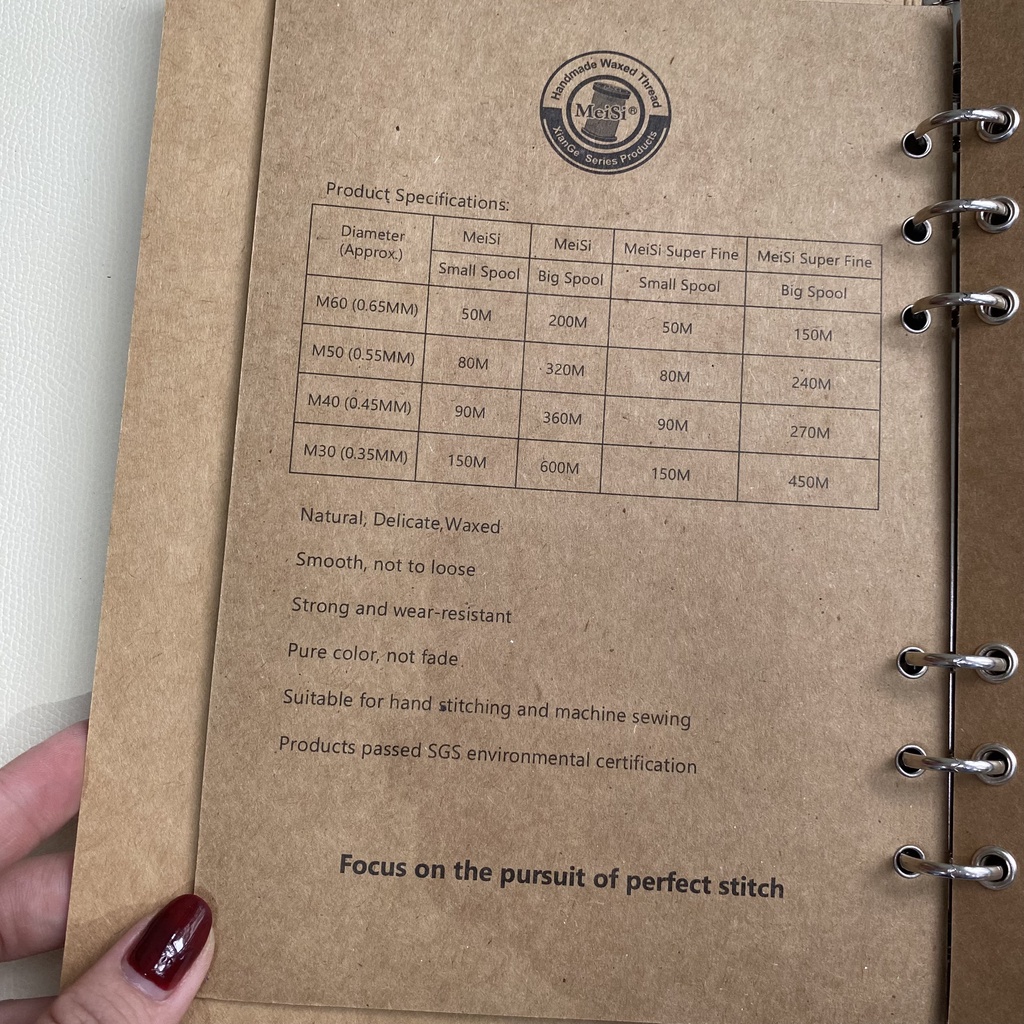 Handmade Waxed Thread
MeiSi®
XianGe® Series Products
Product Specifications:
Diameter (Approx.) MeiSi MeiSi MeiSi Super Fine MeiSi Super Fine
Small Spool Big Spool Small Spool Big Spool
M60 (0.65MM) 50M 200M 50M 150M
M50 (0.55MM) 80M 320M 80M 240M
M40 (0.45MM) 90M 360M 90M 270M
M30 (0.35MM) 150M 600M 150M 450M
Natural, Delicate,Waxed
Smooth, not to loose
Strong and wear-resistant
Pure color, not fade
Suitable for hand stitching and machine sewing
Products passed SGS environmental certification
Focus on the pursuit of perfect stitch